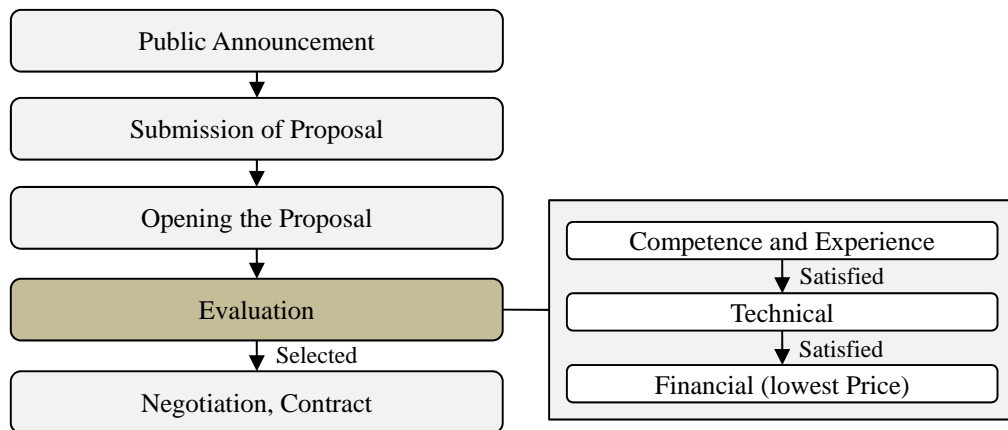 Public Announcement
Submission of Proposal
Opening the Proposal
Evaluation
Selected
Negotiation, Contract
Competence and Experience
Satisfied
Technical
Satisfied
Financial (lowest Price)